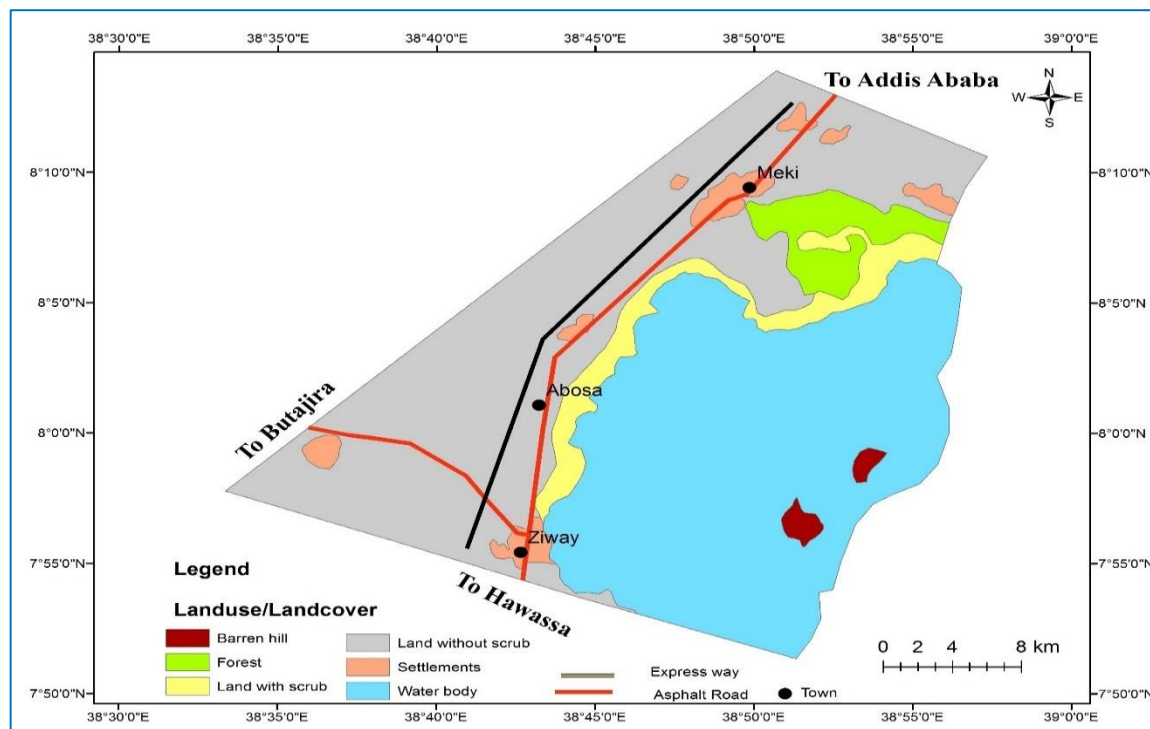 38°30'0"E 38°35'0"E 38°40'0"E 38°45'0"E 38°50'0"E 38°55'0"E 39°0'0"E
To Addis Ababa
N
W E
S
8°10'0"N 8°10'0"N
Meki
8°5'0"N 8°5'0"N
Abosa
To Butajira
8°0'0"N 8°0'0"N
Ziway
7°55'0"N 7°55'0"N
To Hawassa
Legend
Landuse/Landcover
Barren hill
Forest
Land with scrub
Land without scrub
Settlements
Water body
Express way
Asphalt Road
Town
0 2 4 8 km
7°50'0"N 7°50'0"N
38°30'0"E 38°35'0"E 38°40'0"E 38°45'0"E 38°50'0"E 38°55'0"E 39°0'0"E